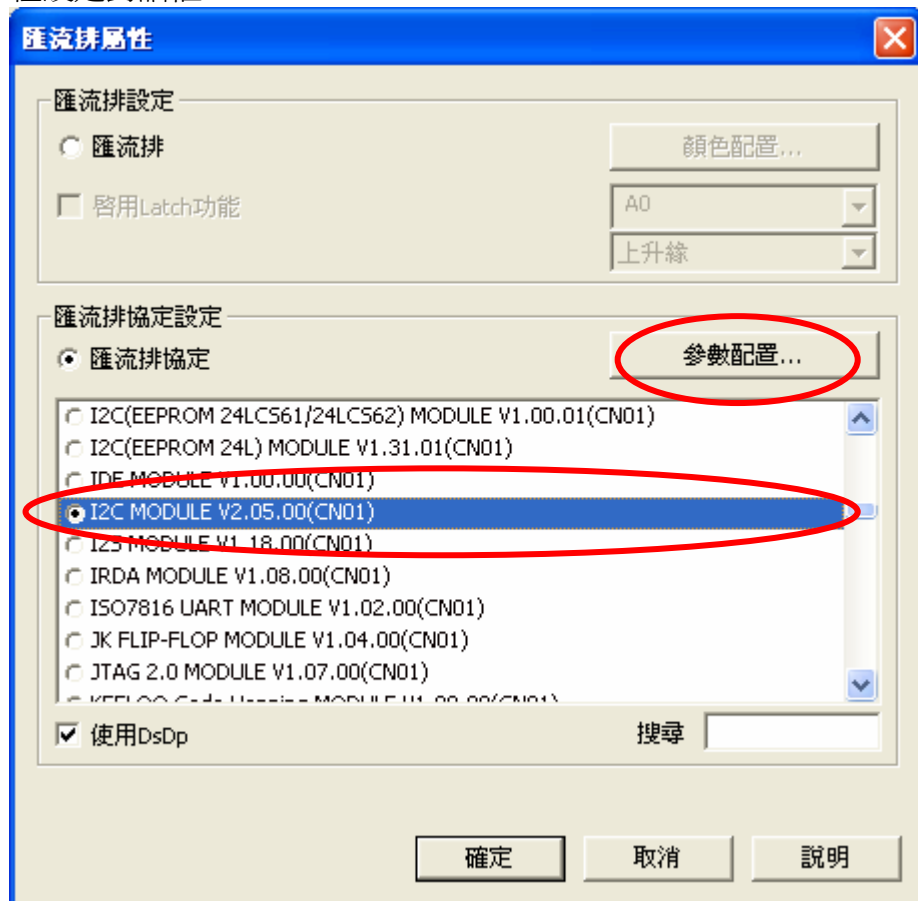 匯流排屬性
匯流排設定
匯流排
顏色配置...
啓用Latch功能
A0
上升緣
匯流排協定設定
匯流排協定
參數配置...
I2C(EEPROM 24LCS61/24LCS62) MODULE V1.00.01(CN01)
I2C(EEPROM 24L) MODULE V1.31.01(CN01)
IDE MODULE V1.00.00(CN01)
I2C MODULE V2.05.00(CN01)
I2S MODULE V1.18.00(CN01)
IRDA MODULE V1.08.00(CN01)
ISO7816 UART MODULE V1.02.00(CN01)
JK FLIP-FLOP MODULE V1.04.00(CN01)
JTAG 2.0 MODULE V1.07.00(CN01)
使用DsDp
搜尋
確定
取消
說明